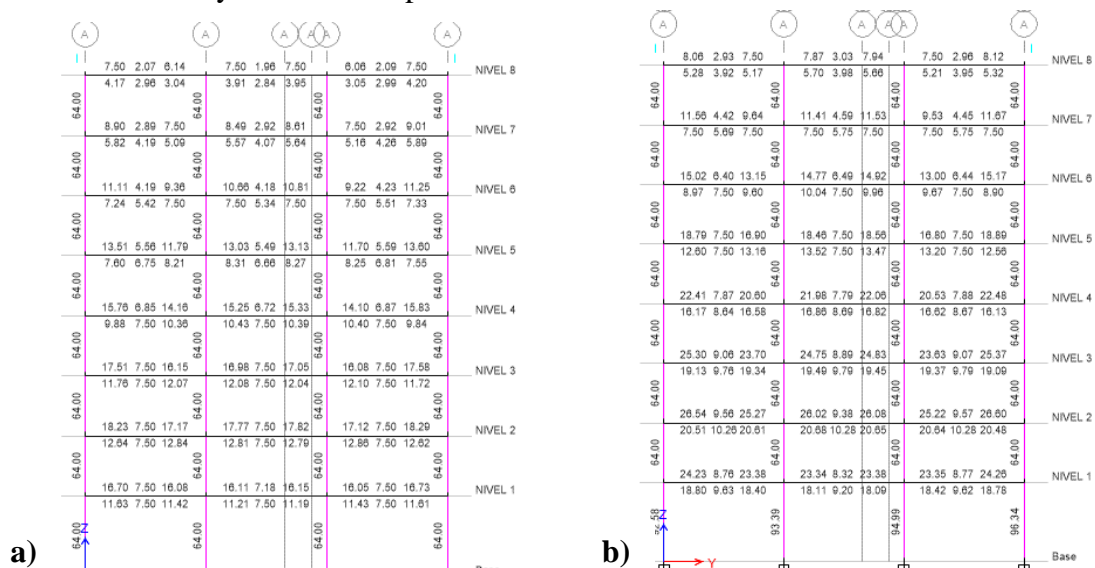 A A A A A A
7.50 2.07 6.14 7.50 1.96 7.50 6.06 2.09 7.50 NIVEL 8
4.17 2.96 3.04 3.91 2.84 3.95 3.05 2.99 4.20
64.00 64.00 64.00 64.00
8.90 2.89 7.50 8.49 2.92 8.61 7.50 2.92 9.01 NIVEL 7
5.82 4.19 5.09 5.57 4.07 5.64 5.16 4.26 5.89
64.00 64.00 64.00 64.00
11.11 4.19 9.36 10.66 4.18 10.81 9.22 4.23 11.25 NIVEL 6
7.24 5.42 7.50 7.50 5.34 7.50 7.50 5.51 7.33
64.00 64.00 64.00 64.00
13.51 5.56 11.79 13.03 5.49 13.13 11.70 5.59 13.60 NIVEL 5
7.60 6.75 8.21 8.31 6.66 8.27 8.25 6.81 7.55
64.00 64.00 64.00 64.00
15.76 6.85 14.16 15.25 6.72 15.33 14.10 6.87 15.83 NIVEL 4
9.88 7.50 10.36 10.43 7.50 10.39 10.40 7.50 9.84
64.00 64.00 64.00 64.00
17.51 7.50 16.15 16.98 7.50 17.05 16.08 7.50 17.58 NIVEL 3
11.76 7.50 12.07 12.08 7.50 12.04 12.10 7.50 11.72
64.00 64.00 64.00 64.00
18.23 7.50 17.17 17.77 7.50 17.82 17.12 7.50 18.29 NIVEL 2
12.64 7.50 12.84 12.81 7.50 12.79 12.86 7.50 12.62
64.00 64.00 64.00 64.00
16.70 7.50 16.08 16.11 7.18 16.15 16.05 7.50 16.73 NIVEL 1
11.63 7.50 11.42 11.21 7.50 11.19 11.43 7.50 11.61
64.00 64.00 64.00 64.00
Z
a)
A A A A A A
8.06 2.93 7.50 7.87 3.03 7.94 7.50 2.96 8.12 NIVEL 8
5.28 3.92 5.17 5.70 3.98 5.66 5.21 3.95 5.32
64.00 64.00 64.00 64.00
11.56 4.42 9.64 11.41 4.59 11.53 9.53 4.45 11.67 NIVEL 7
7.50 5.69 7.50 7.50 5.75 7.50 7.50 5.75 7.50
64.00 64.00 64.00 64.00
15.02 6.40 13.15 14.77 6.49 14.92 13.00 6.44 15.17 NIVEL 6
8.97 7.50 9.60 10.04 7.50 9.96 9.67 7.50 8.90
64.00 64.00 64.00 64.00
18.79 7.50 16.90 18.46 7.50 18.56 16.80 7.50 18.89 NIVEL 5
12.60 7.50 13.16 13.52 7.50 13.47 13.20 7.50 12.56
64.00 64.00 64.00 64.00
22.41 7.87 20.60 21.98 7.79 22.06 20.53 7.88 22.48 NIVEL 4
16.17 8.64 16.58 16.86 8.69 16.82 16.62 8.67 16.13
64.00 64.00 64.00 64.00
25.30 9.06 23.70 24.75 8.89 24.83 23.63 9.07 25.37 NIVEL 3
19.13 9.76 19.34 19.49 9.79 19.45 19.37 9.79 19.09
64.00 64.00 64.00 64.00
26.54 9.56 25.27 26.02 9.38 26.08 25.22 9.57 26.60 NIVEL 2
20.51 10.26 20.61 20.68 10.28 20.65 20.64 10.28 20.48
64.00 64.00 64.00 64.00
24.23 8.76 23.38 23.34 8.32 23.38 23.35 8.77 24.26 NIVEL 1
18.80 9.63 18.40 18.11 9.20 18.09 18.42 9.62 18.78
93.39 94.99 96.34
Z
Y
Base
b)